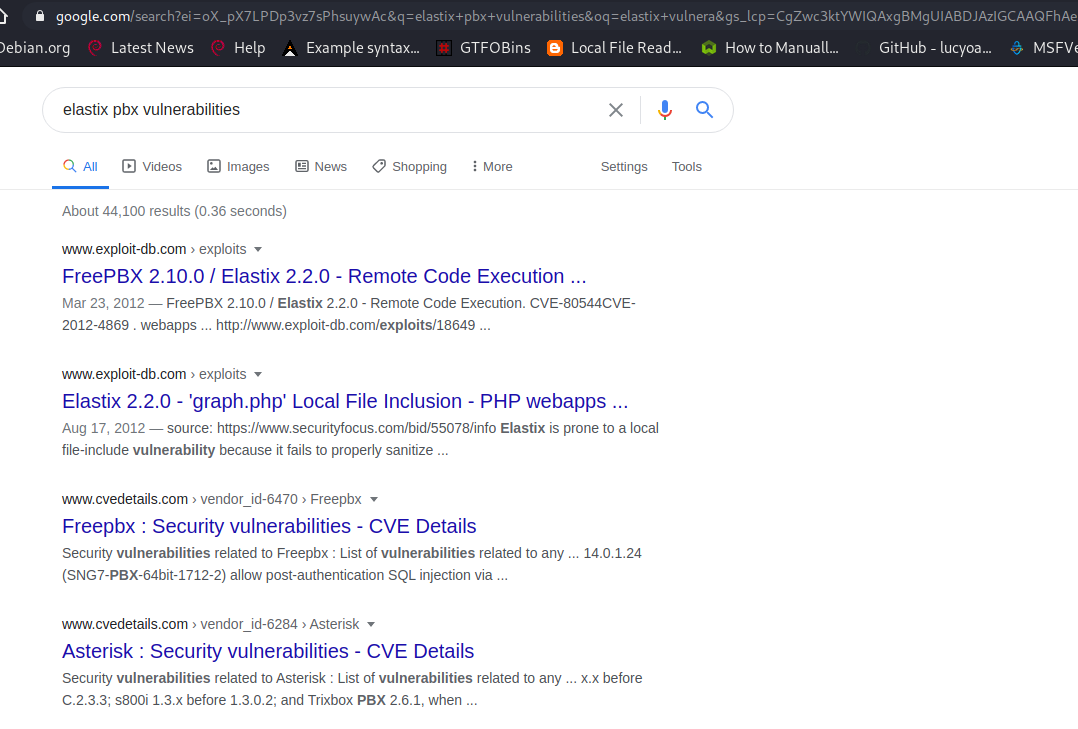 google.com/search?ei=oX_pX7LPDp3vz7sPhsuywAc&q=elastix+pbx+vulnerabilities&oq=elastix+vulnera&gs_lcp=CgZwc3ktYWIQAxgBMgUIABDJAzIGCAAQFhAe
Debian.org Latest News Help Example syntax... GTFOBins Local File Read... How to Manuall... GitHub - lucyoa... MSFVe
elastix pbx vulnerabilities
All Videos Images News Shopping More Settings Tools
About 44,100 results (0.36 seconds)
www.exploit-db.com › exploits
FreePBX 2.10.0 / Elastix 2.2.0 - Remote Code Execution ...
Mar 23, 2012 — FreePBX 2.10.0 / Elastix 2.2.0 - Remote Code Execution. CVE-80544CVE-
2012-4869 . webapps ... http://www.exploit-db.com/exploits/18649 ...
www.exploit-db.com › exploits
Elastix 2.2.0 - 'graph.php' Local File Inclusion - PHP webapps ...
Aug 17, 2012 — source: https://www.securityfocus.com/bid/55078/info Elastix is prone to a local
file-include vulnerability because it fails to properly sanitize ...
www.cvedetails.com › vendor_id-6470 › Freepbx
Freepbx : Security vulnerabilities - CVE Details
Security vulnerabilities related to Freepbx : List of vulnerabilities related to any ... 14.0.1.24
(SNG7-PBX-64bit-1712-2) allow post-authentication SQL injection via ...
www.cvedetails.com › vendor_id-6284 › Asterisk
Asterisk : Security vulnerabilities - CVE Details
Security vulnerabilities related to Asterisk : List of vulnerabilities related to any ... x.x before
C.2.3.3; s800i 1.3.x before 1.3.0.2; and Trixbox PBX 2.6.1, when ...